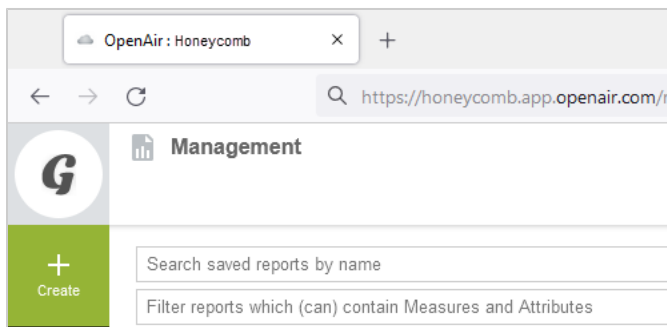 OpenAir : Honeycomb
https://honeycomb.app.openair.com/
G
Management
Create
Search saved reports by name
Filter reports which (can) contain Measures and Attributes